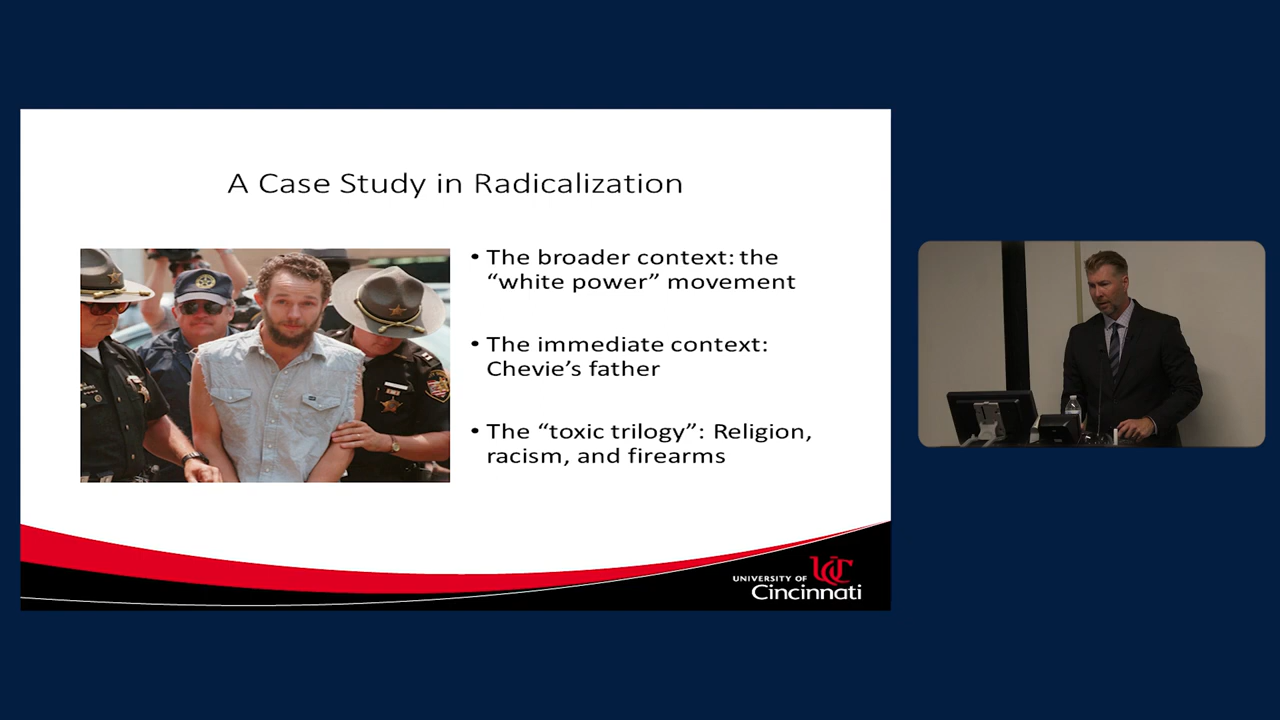 A Case Study in Radicalization
• The broader context: the
“white power” movement
• The immediate context:
Chevie’s father
• The “toxic trilogy”: Religion,
racism, and firearms
UC
UNIVERSITY OF
Cincinnati